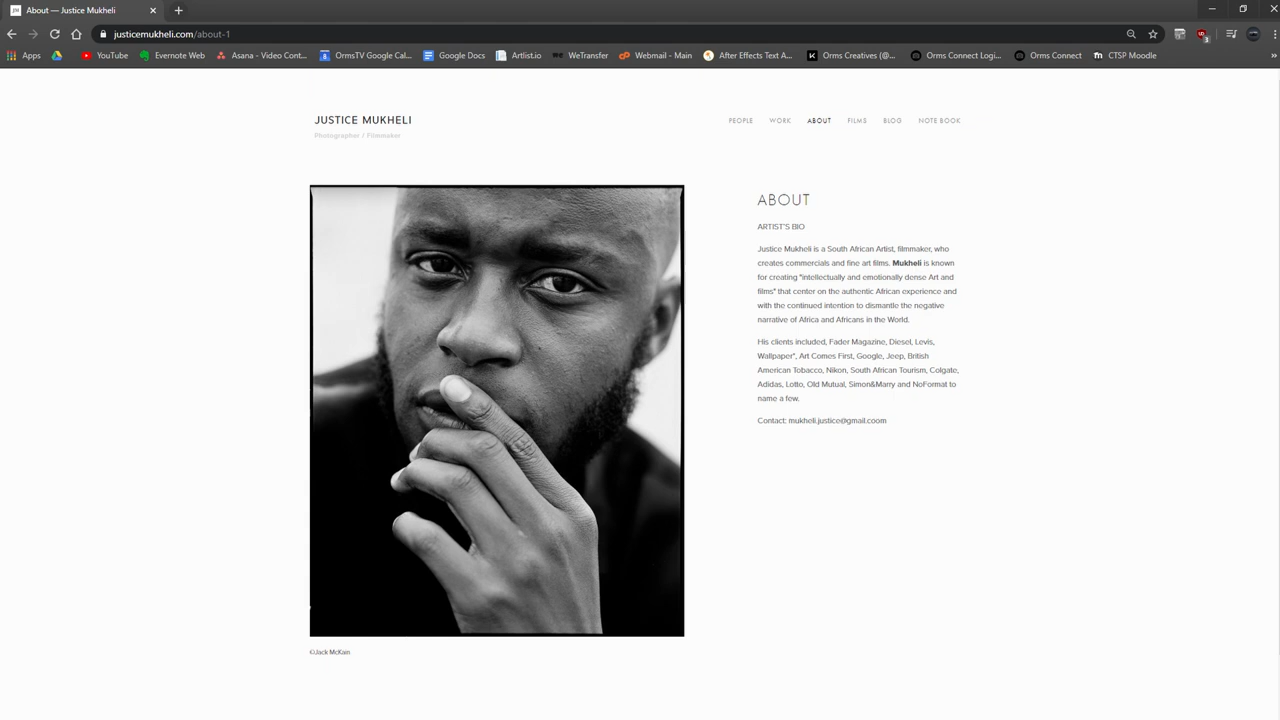 About — Justice Mukheli
justicemukheli.com/about-1
Apps YouTube Evernote Web Asana - Video Cont... OrmsTV Google Cal... Google Docs Artlist.io WeTransfer Webmail - Main After Effects Text A... Orms Creatives (@... Orms Connect Logi... Orms Connect CTSP Moodle
JUSTICE MUKHELI
Photographer / Filmmaker
PEOPLE WORK ABOUT FILMS BLOG NOTE BOOK
ABOUT
ARTIST'S BIO
Justice Mukheli is a South African Artist, filmmaker, who
creates commercials and fine art films. Mukheli is known
for creating "intellectually and emotionally dense Art and
films" that center on the authentic African experience and
with the continued intention to dismantle the negative
narrative of Africa and Africans in the World.
His clients included, Fader Magazine, Diesel, Levis,
Wallpaper*, Art Comes First, Google, Jeep, British
American Tobacco, Nikon, South African Tourism, Colgate,
Adidas, Lotto, Old Mutual, Simon&Marry and NoFormat to
name a few.
Contact: mukheli.justice@gmail.coom
©Jack McKain